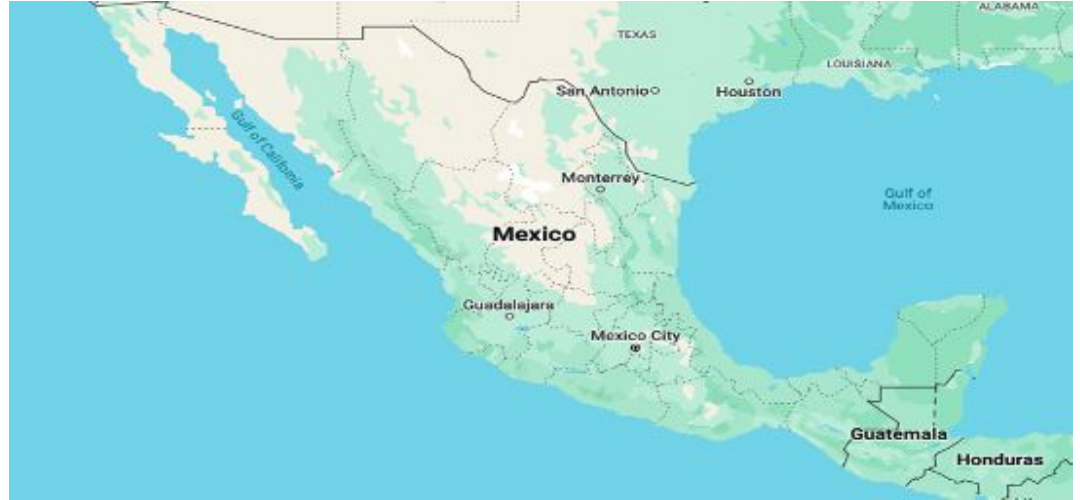 ALABAMA
TEXAS
LOUISIANA
San Antonio
Houston
Gulf of California
Monterrey
Gulf of
Mexico
Mexico
Guadalajara
Mexico City
Guatemala
Honduras